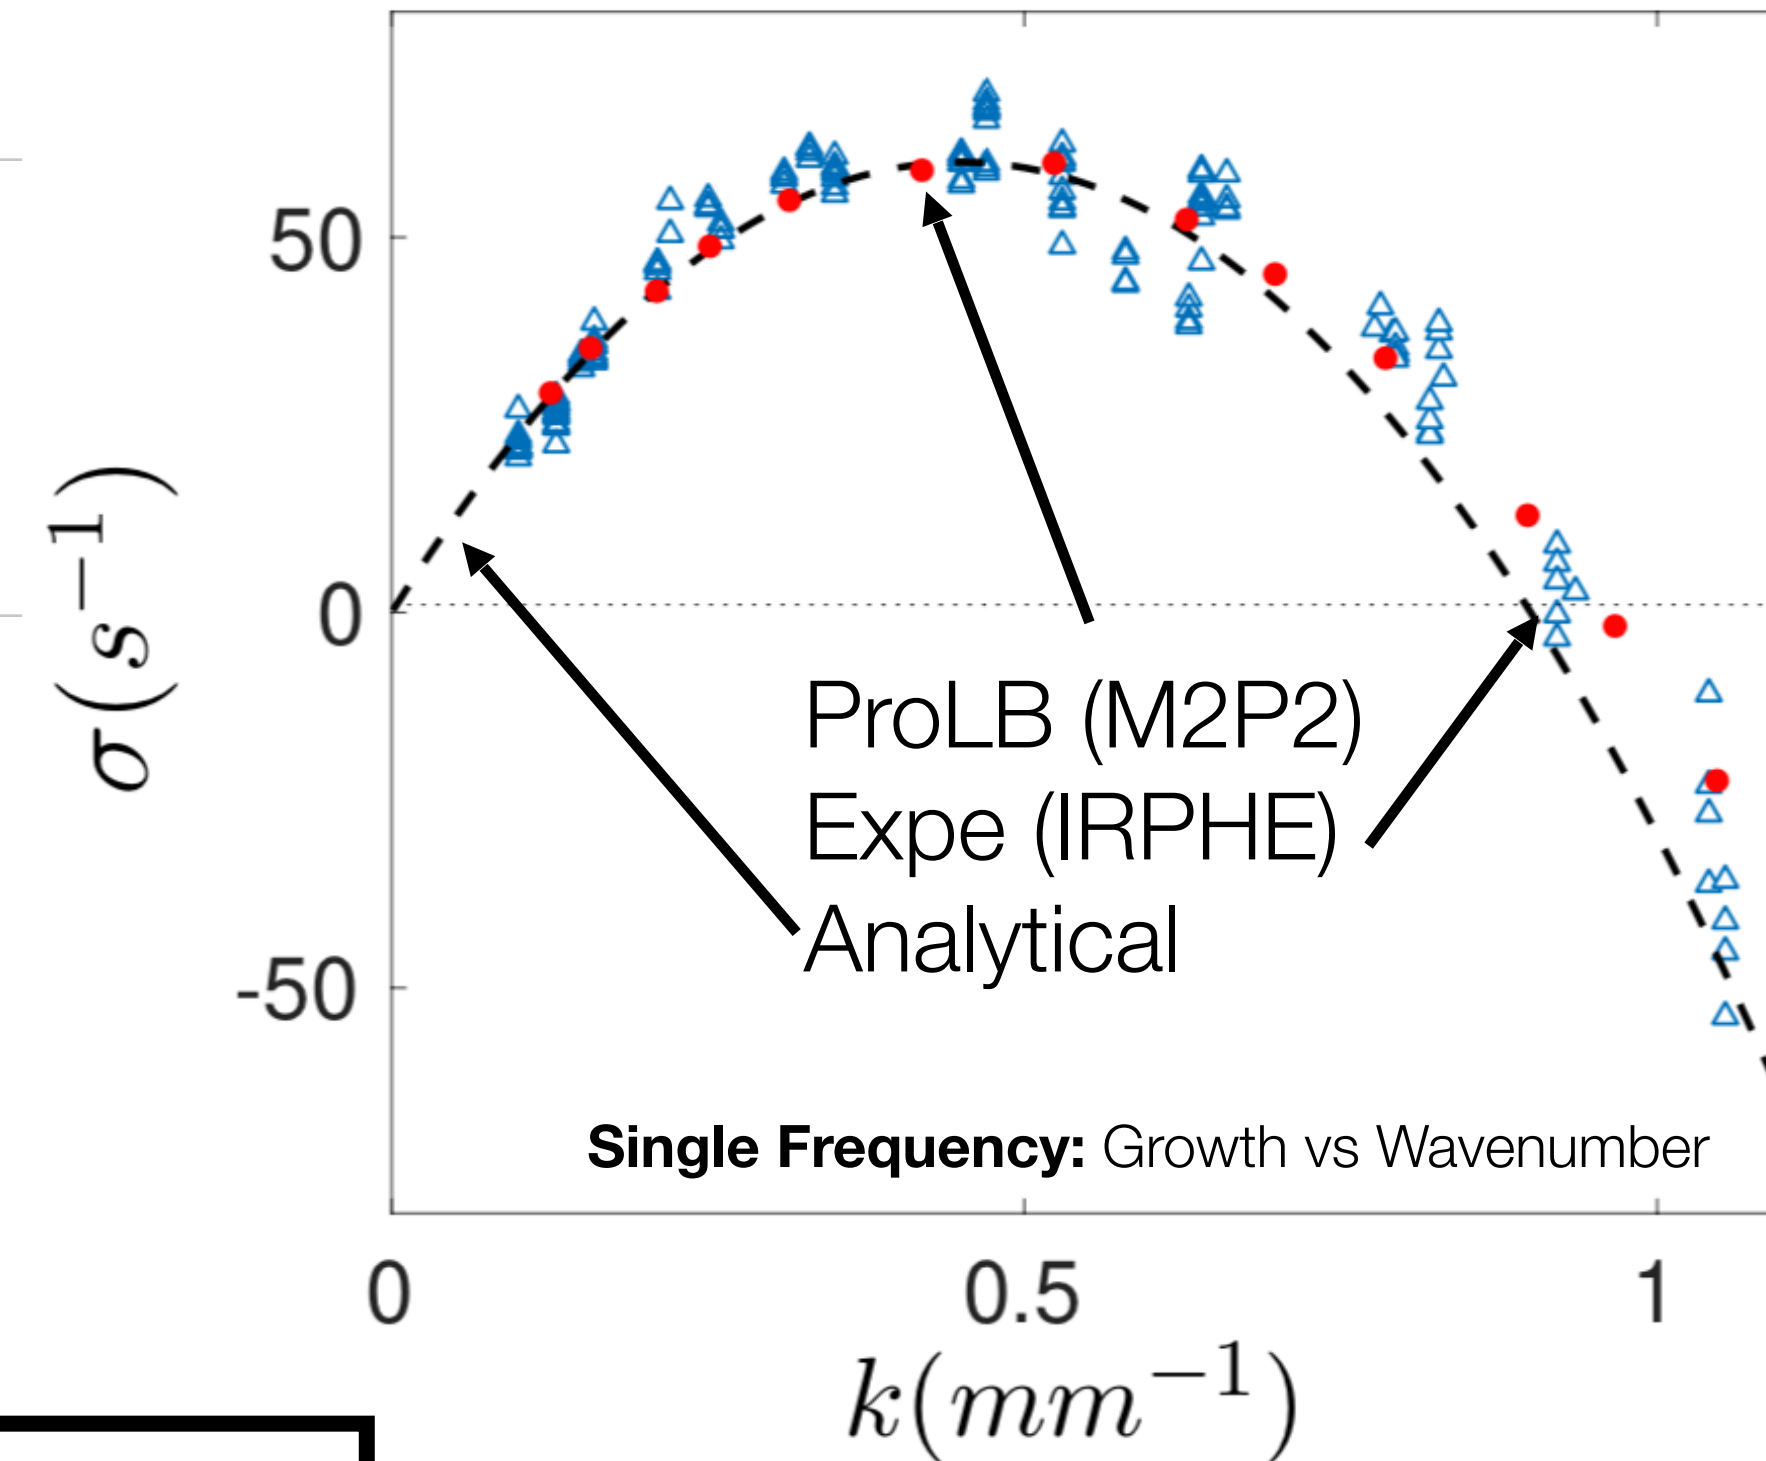 50
0
-50
σ (s⁻¹)
ProLB (M2P2)
Expe (IRPHE)
Analytical
Single Frequency: Growth vs Wavenumber
0 0.5 1
k(mm⁻¹)